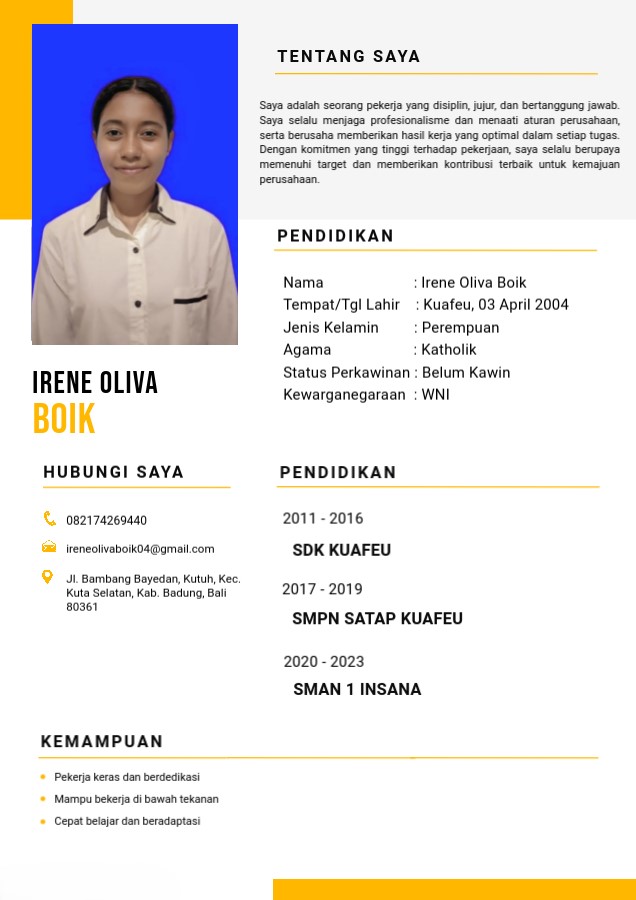 TENTANG SAYA
Saya adalah seorang pekerja yang disiplin, jujur, dan bertanggung jawab.
Saya selalu menjaga profesionalisme dan menaati aturan perusahaan,
serta berusaha memberikan hasil kerja yang optimal dalam setiap tugas.
Dengan komitmen yang tinggi terhadap pekerjaan, saya selalu berupaya
memenuhi target dan memberikan kontribusi terbaik untuk kemajuan
perusahaan.
PENDIDIKAN
Nama : Irene Oliva Boik
Tempat/Tgl Lahir : Kuafeu, 03 April 2004
Jenis Kelamin : Perempuan
Agama : Katholik
Status Perkawinan : Belum Kawin
Kewarganegaraan : WNI
IRENE OLIVA
BOIK
HUBUNGI SAYA
082174269440
ireneolivaboik04@gmail.com
Jl. Bambang Bayedan, Kutuh, Kec.
Kuta Selatan, Kab. Badung, Bali
80361
PENDIDIKAN
2011 - 2016
SDK KUAFEU
2017 - 2019
SMPN SATAP KUAFEU
2020 - 2023
SMAN 1 INSANA
KEMAMPUAN
Pekerja keras dan berdedikasi
Mampu bekerja di bawah tekanan
Cepat belajar dan beradaptasi